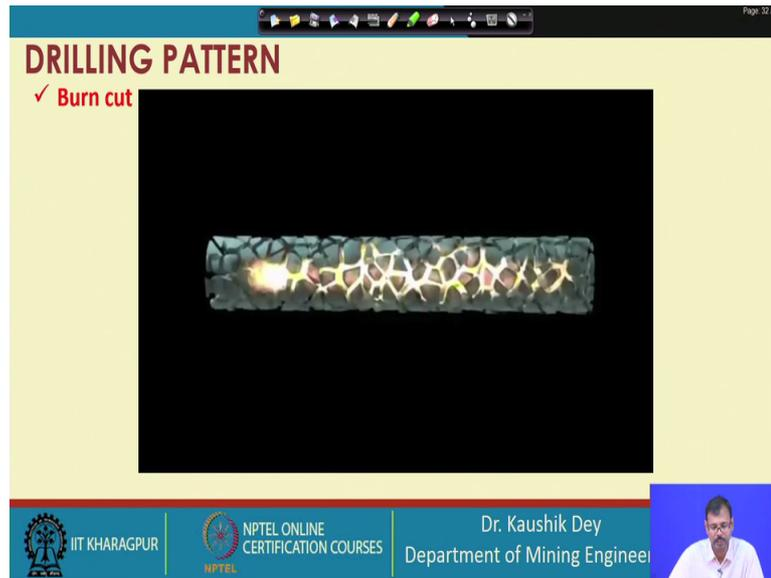 Page: 32
DRILLING PATTERN
✓ Burn cut
IIT KHARAGPUR
NPTEL
NPTEL ONLINE
CERTIFICATION COURSES
Dr. Kaushik Dey
Department of Mining Engineer